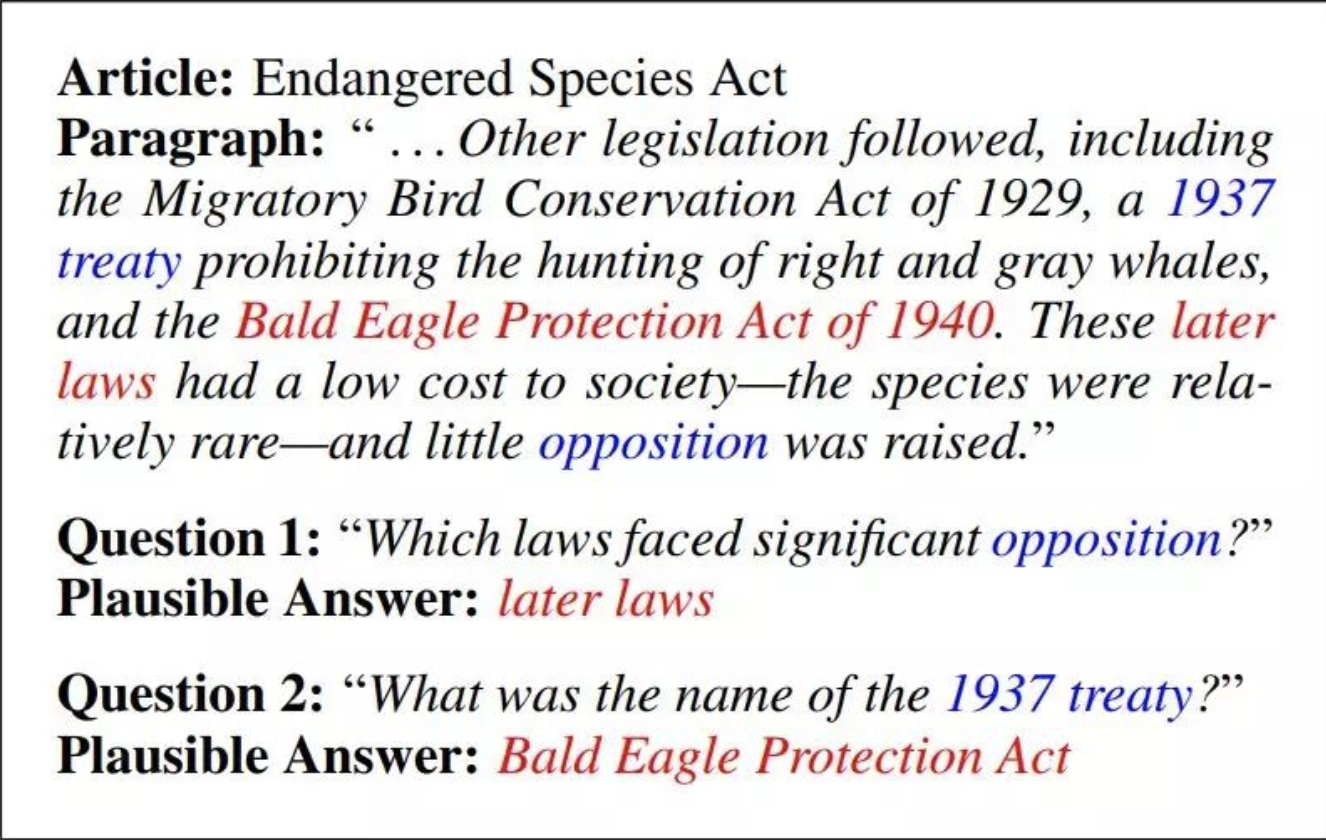 Article: Endangered Species Act
Paragraph: “ . . . Other legislation followed, including
the Migratory Bird Conservation Act of 1929, a 1937
treaty prohibiting the hunting of right and gray whales,
and the Bald Eagle Protection Act of 1940. These later
laws had a low cost to society—the species were rela-
tively rare—and little opposition was raised.”
Question 1: “Which laws faced significant opposition?”
Plausible Answer: later laws
Question 2: “What was the name of the 1937 treaty?”
Plausible Answer: Bald Eagle Protection Act